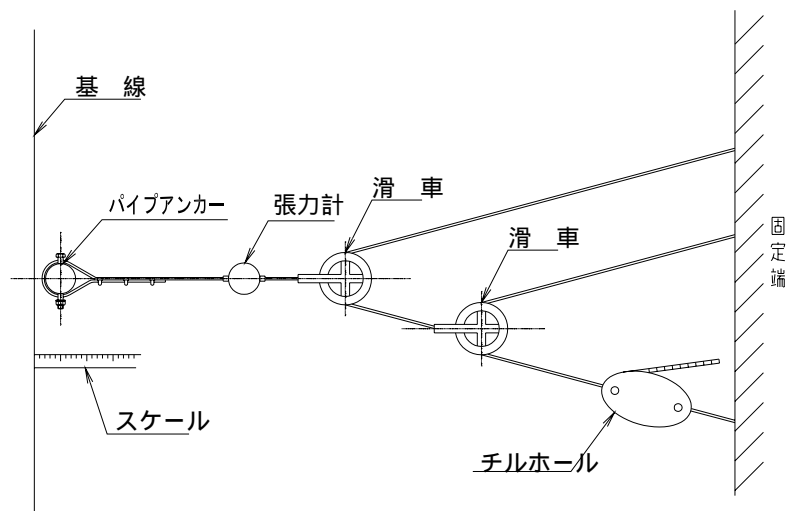 基　線
パイプアンカー
張力計
滑　車
滑　車
固定端
スケール
チルホール